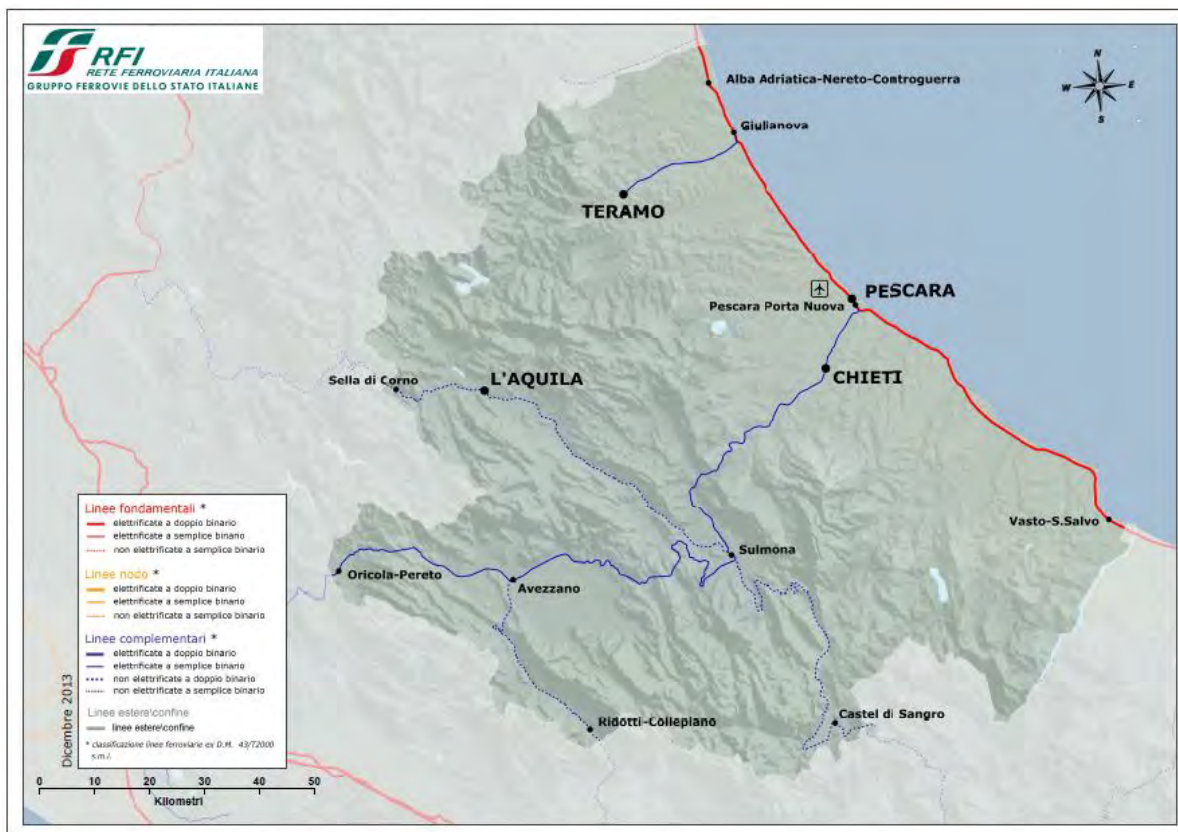 RFI
RETE FERROVIARIA ITALIANA
GRUPPO FERROVIE DELLO STATO ITALIANE
N
W
E
S
Alba Adriatica-Nereto-Controguerra
Giulianova
TERAMO
PESCARA
Pescara Porta Nuova
CHIETI
Sella di Corno
L'AQUILA
Vasto-S.Salvo
Sulmona
Oricola-Pereto
Avezzano
Ridotti-Collepiano
Castel di Sangro
Linee fondamentali *
elettrificate a doppio binario
elettrificate a semplice binario
non elettrificate a semplice binario
Linee nodo *
elettrificate a doppio binario
elettrificate a semplice binario
non elettrificate a semplice binario
Linee complementari *
elettrificate a doppio binario
elettrificate a semplice binario
non elettrificate a doppio binario
non elettrificate a semplice binario
Linee estere\confine
linee estere\confine
* classificazione linee ferroviarie ex D.M. 43/T2000
s.m.i.
Dicembre 2013
0 10 20 30 40 50
Kilometri